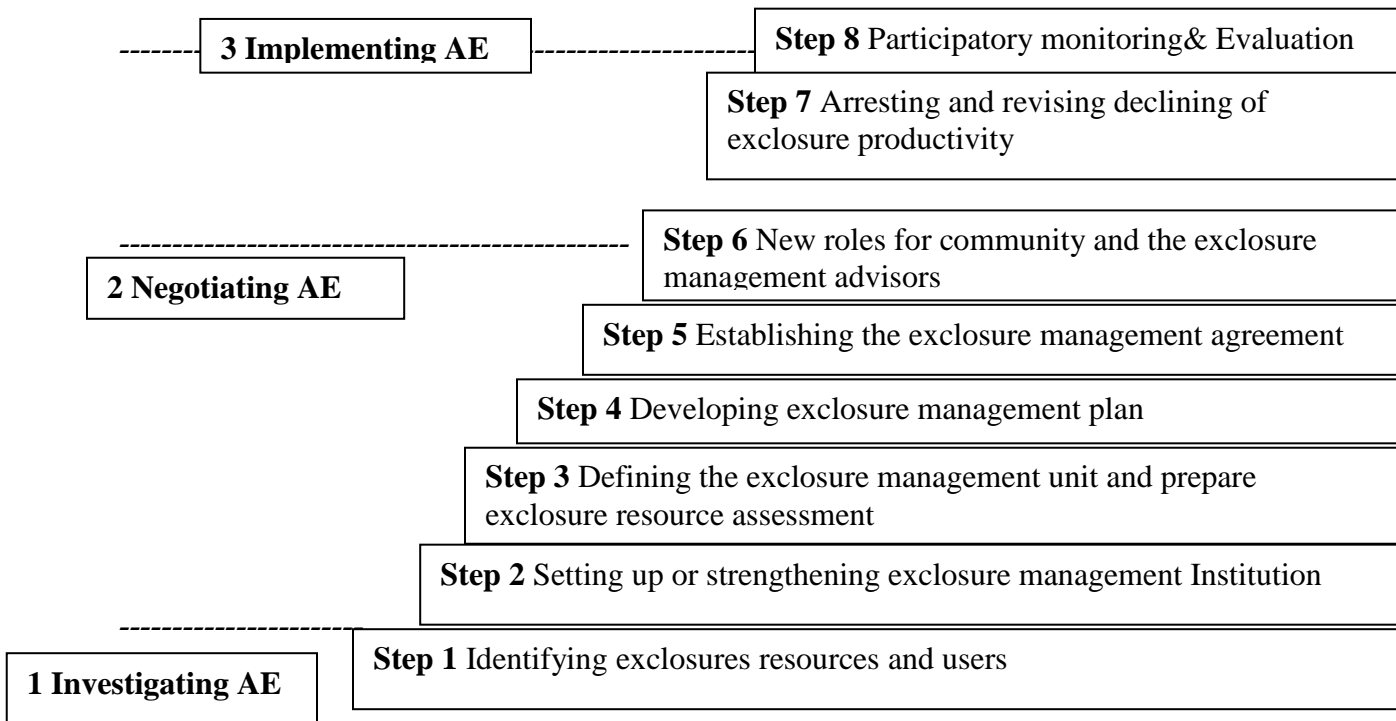 3 Implementing AE
Step 8 Participatory monitoring& Evaluation
Step 7 Arresting and revising declining of
exclosure productivity
Step 6 New roles for community and the exclosure
management advisors
2 Negotiating AE
Step 5 Establishing the exclosure management agreement
Step 4 Developing exclosure management plan
Step 3 Defining the exclosure management unit and prepare
exclosure resource assessment
Step 2 Setting up or strengthening exclosure management Institution
Step 1 Identifying exclosures resources and users
1 Investigating AE